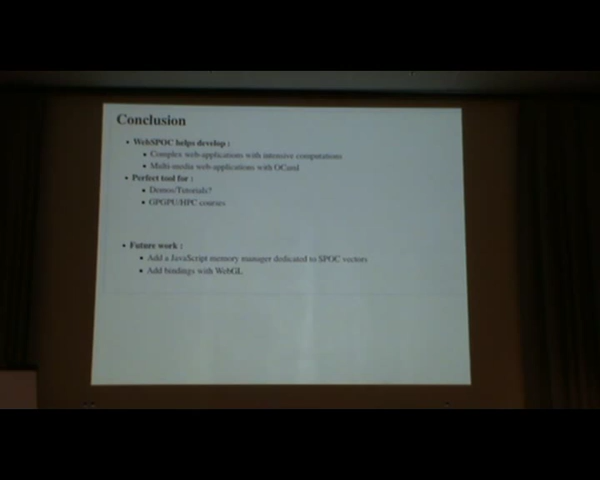 Conclusion
• WebSPOC helps develop :
• Complex web-applications with intensive computations
• Multi-media web-applications with OCaml
• Perfect tool for :
• Demos/Tutorials?
• GPGPU/HPC courses
• Future work :
• Add a JavaScript memory manager dedicated to SPOC vectors
• Add bindings with WebGL